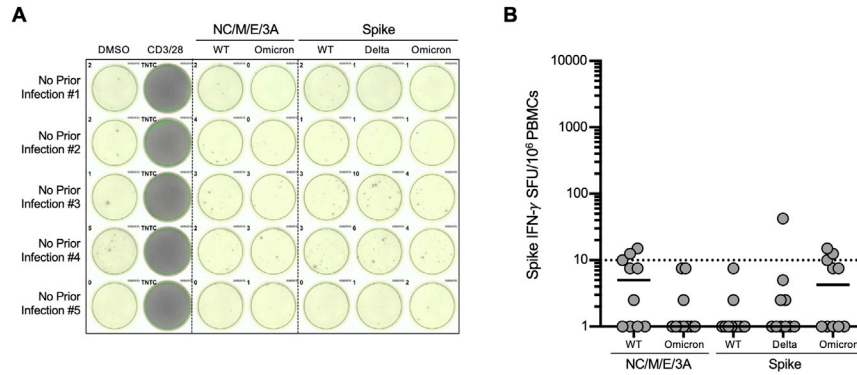 A
NC/M/E/3A
Spike
DMSO
CD3/28
WT
Omicron
WT
Delta
Omicron
No Prior
Infection #1
2
TNTC
2
0
2
1
1
No Prior
Infection #2
2
TNTC
4
0
1
1
1
No Prior
Infection #3
1
TNTC
3
3
3
10
4
No Prior
Infection #4
5
TNTC
2
3
3
6
4
No Prior
Infection #5
0
TNTC
0
1
0
1
2
B
Spike IFN-γ SFU/10⁶ PBMCs
10000
1000
100
10
1
WT
Omicron
WT
Delta
Omicron
NC/M/E/3A
Spike